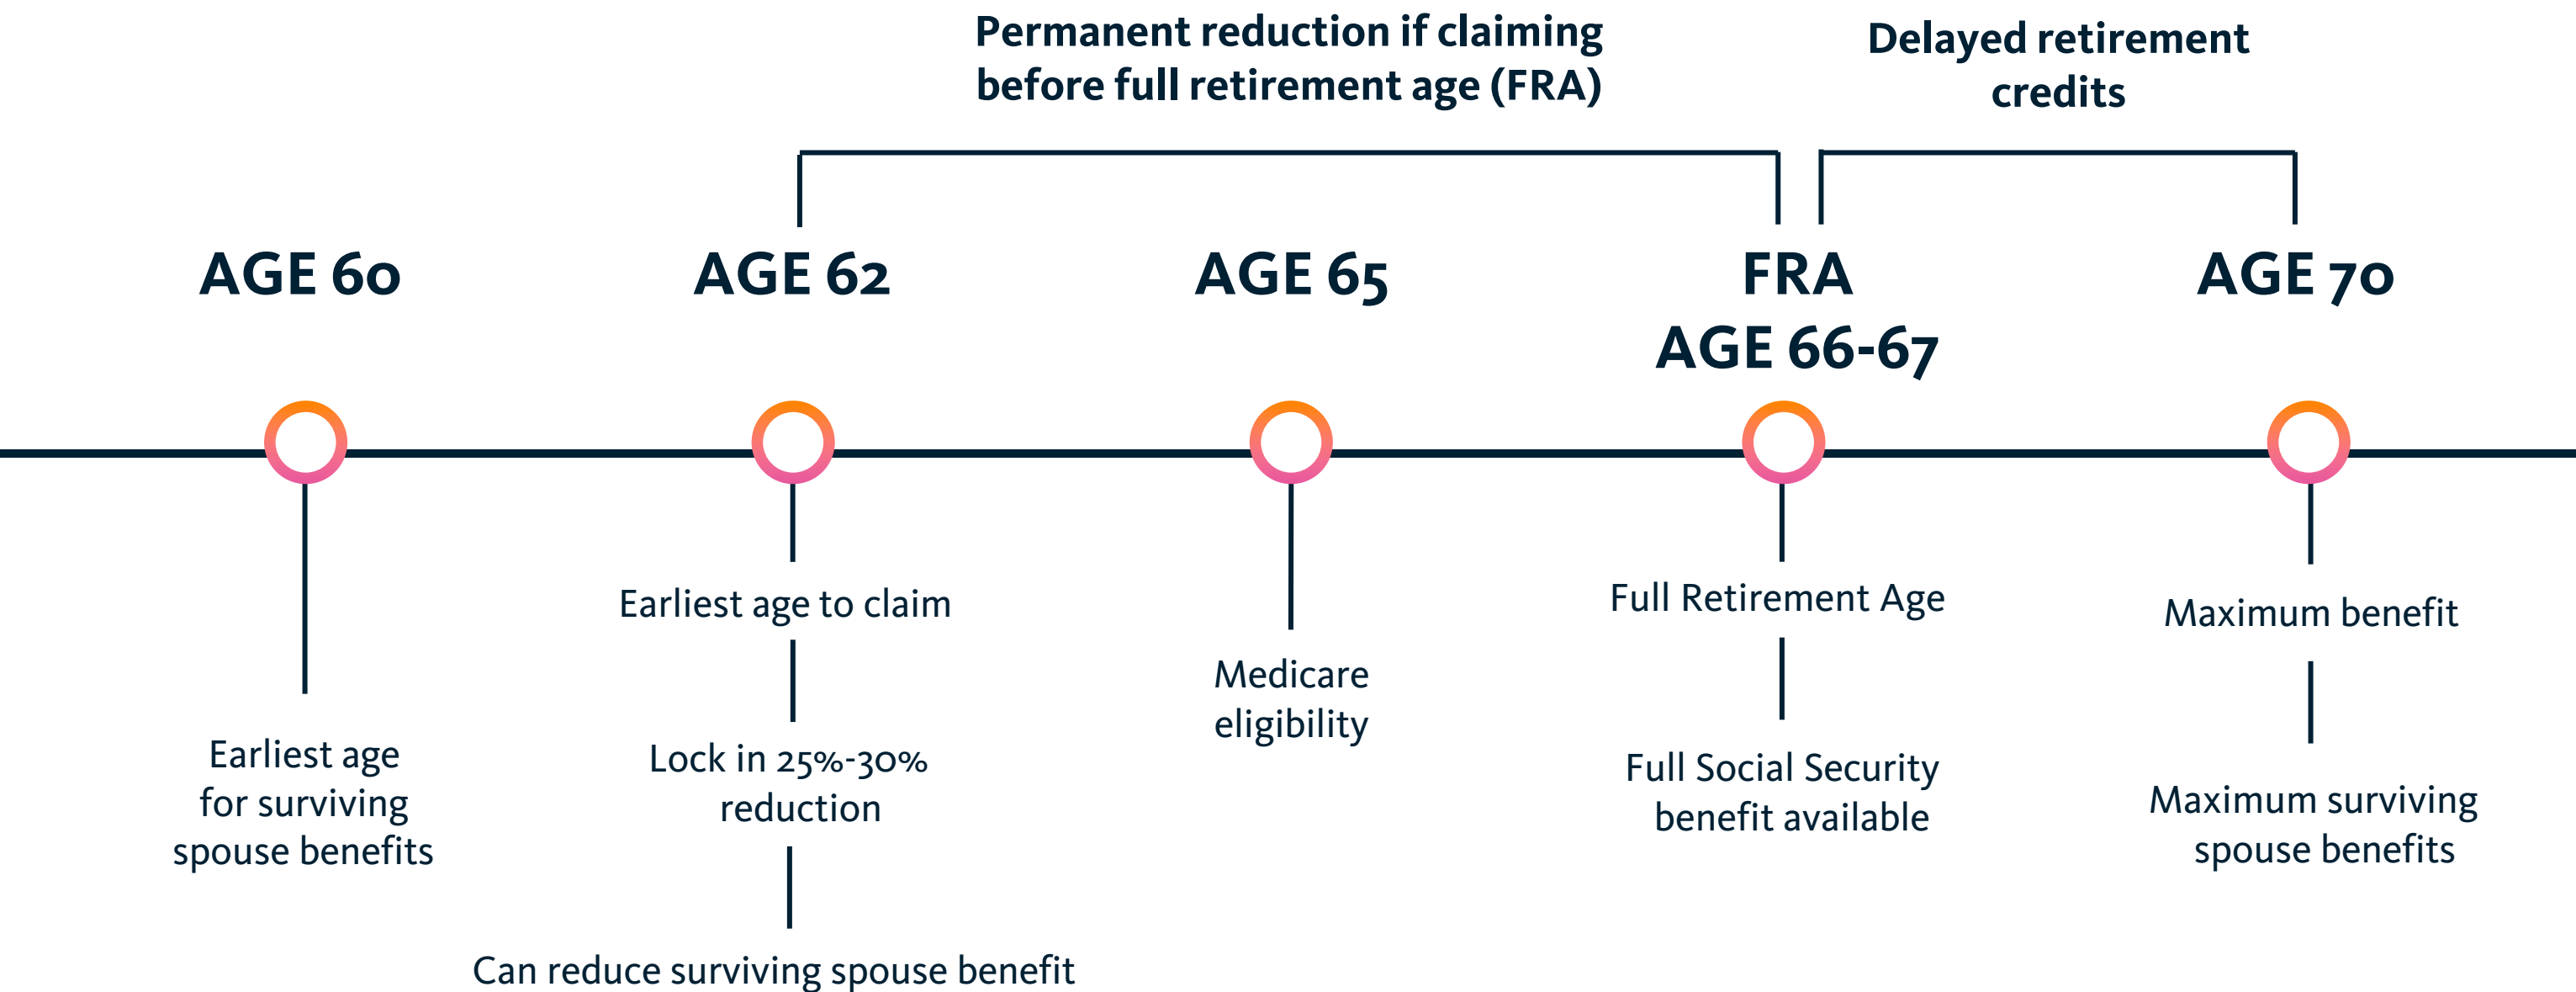 Permanent reduction if claiming
before full retirement age (FRA)
Delayed retirement
credits
AGE 60
AGE 62
AGE 65
FRA
AGE 66-67
AGE 70
Earliest age
for surviving
spouse benefits
Earliest age to claim
Lock in 25%-30%
reduction
Can reduce surviving spouse benefit
Medicare
eligibility
Full Retirement Age
Full Social Security
benefit available
Maximum benefit
Maximum surviving
spouse benefits